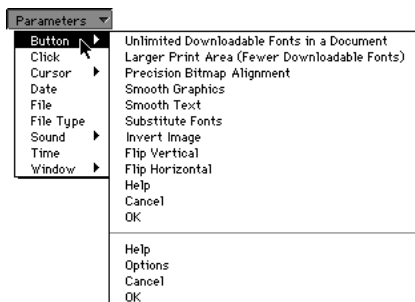 Parameters
Button
Click
Cursor
Date
File
File Type
Sound
Time
Window
Unlimited Downloadable Fonts in a Document
Larger Print Area (Fewer Downloadable Fonts)
Precision Bitmap Alignment
Smooth Graphics
Smooth Text
Substitute Fonts
Invert Image
Flip Vertical
Flip Horizontal
Help
Cancel
OK
Help
Options
Cancel
OK